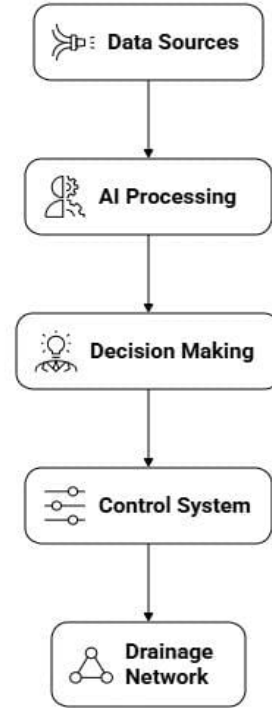 Data Sources
AI Processing
Decision Making
Control System
Drainage
Network